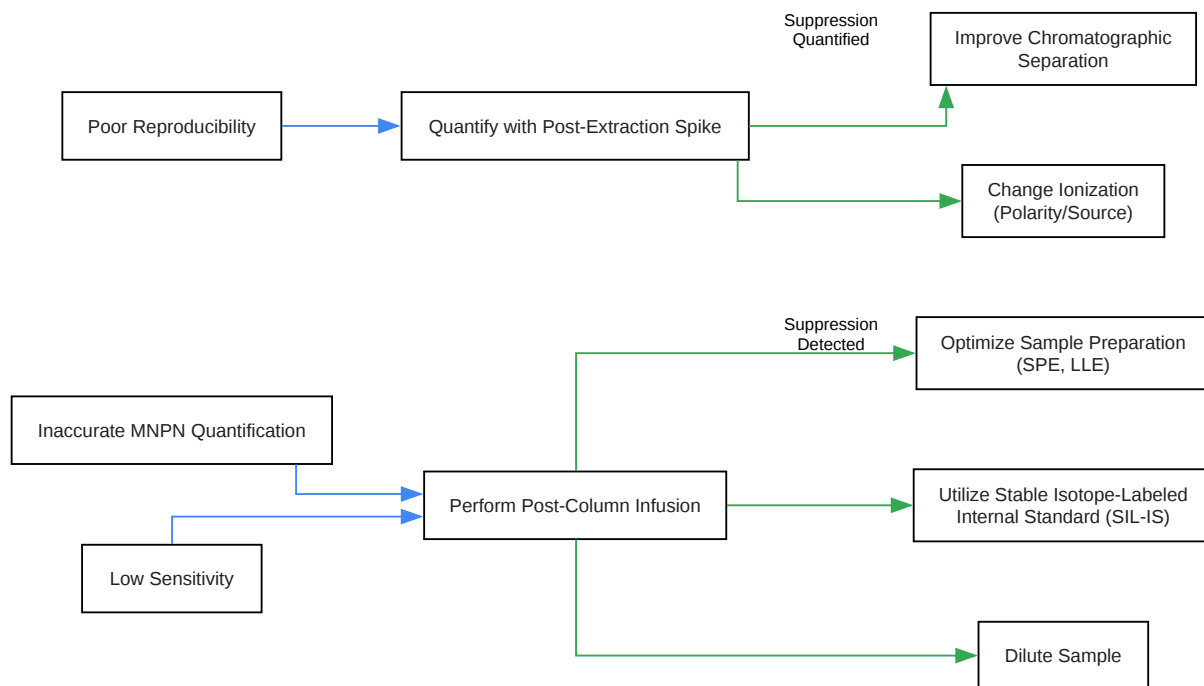 Suppression
Quantified
Improve Chromatographic
Separation
Poor Reproducibility
Quantify with Post-Extraction Spike
Change Ionization
(Polarity/Source)
Suppression
Detected
Optimize Sample Preparation
(SPE, LLE)
Inaccurate MNPN Quantification
Perform Post-Column Infusion
Utilize Stable Isotope-Labeled
Internal Standard (SIL-IS)
Low Sensitivity
Dilute Sample